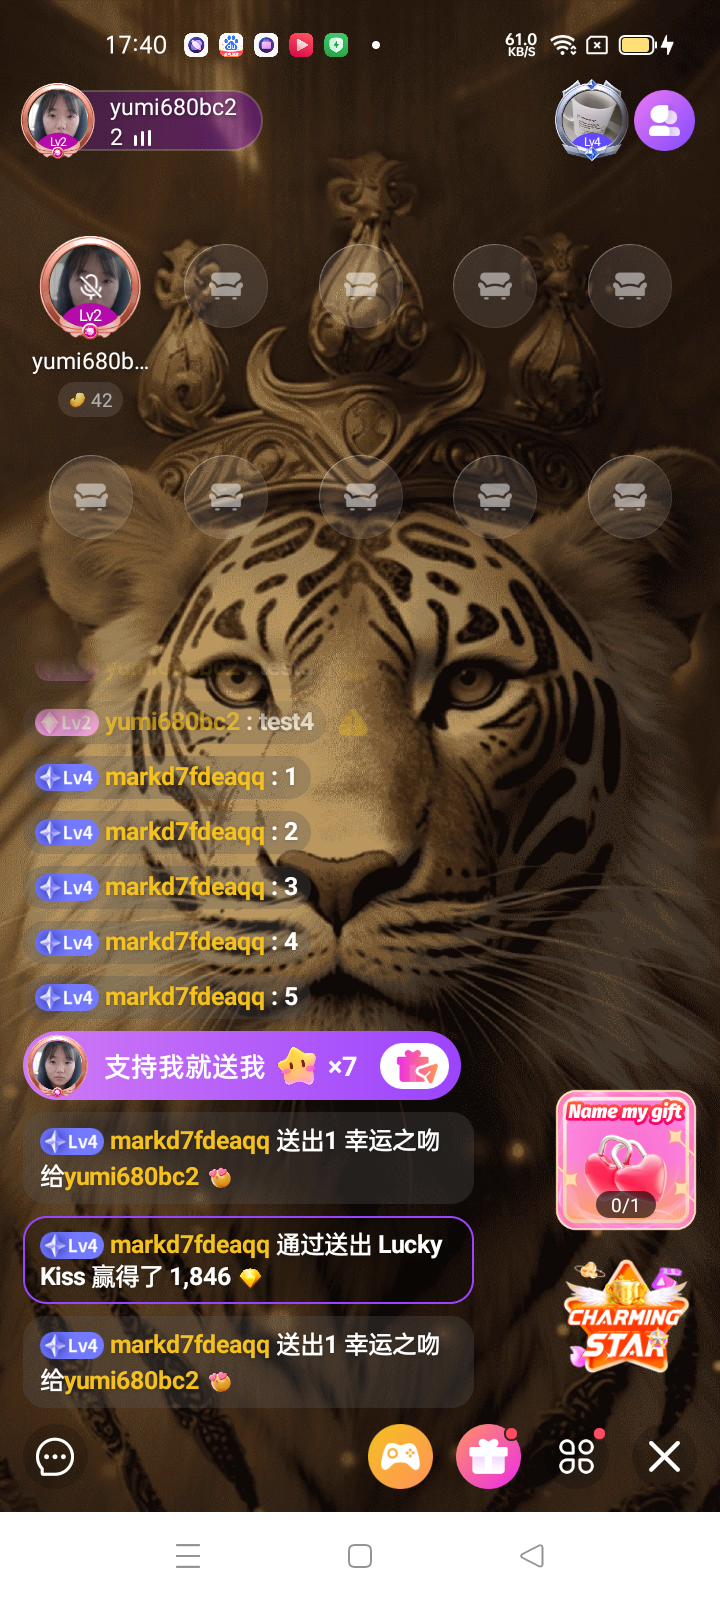 17:40
61.0
KB/S
yumi680bc2
2
Lv2
Lv4
Lv2
yumi680b...
42
Lv2 yumi680bc2 : test4
Lv4 markd7fdeaqq : 1
Lv4 markd7fdeaqq : 2
Lv4 markd7fdeaqq : 3
Lv4 markd7fdeaqq : 4
Lv4 markd7fdeaqq : 5
支持我就送我 ×7
Name my gift
0/1
Lv4 markd7fdeaqq 送出1 幸运之吻
给yumi680bc2
Lv4 markd7fdeaqq 通过送出 Lucky
Kiss 赢得了 1,846
CHARMING
STAR
Lv4 markd7fdeaqq 送出1 幸运之吻
给yumi680bc2